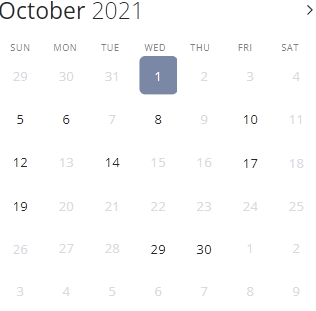 October 2021
SUN MON TUE WED THU FRI SAT
29 30 31 1 2 3 4
5 6 7 8 9 10 11
12 13 14 15 16 17 18
19 20 21 22 23 24 25
26 27 28 29 30 1 2
3 4 5 6 7 8 9